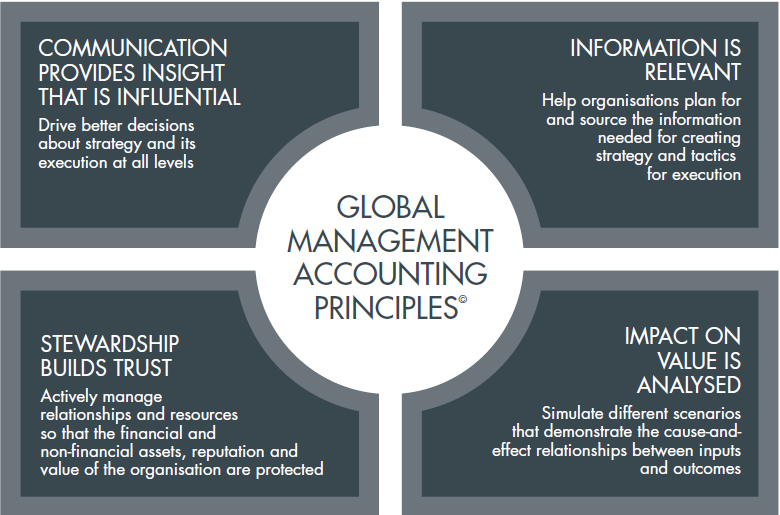 COMMUNICATION
PROVIDES INSIGHT
THAT IS INFLUENTIAL
Drive better decisions
about strategy and its
execution at all levels
INFORMATION IS
RELEVANT
Help organisations plan for
and source the information
needed for creating
strategy and tactics
for execution
GLOBAL
MANAGEMENT
ACCOUNTING
PRINCIPLES©
STEWARDSHIP
BUILDS TRUST
Actively manage
relationships and resources
so that the financial and
non-financial assets, reputation and
value of the organisation are protected
IMPACT ON
VALUE IS
ANALYSED
Simulate different scenarios
that demonstrate the cause-and-
effect relationships between inputs
and outcomes